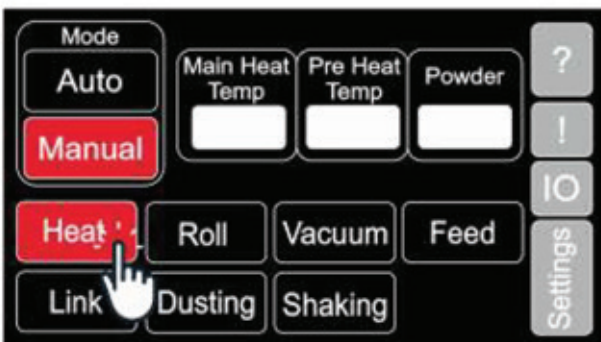 Mode
Auto
Manual
Main Heat
Temp
Pre Heat
Temp
Powder
?
!
IO
Settings
Heat
Roll
Vacuum
Feed
Link
Dusting
Shaking